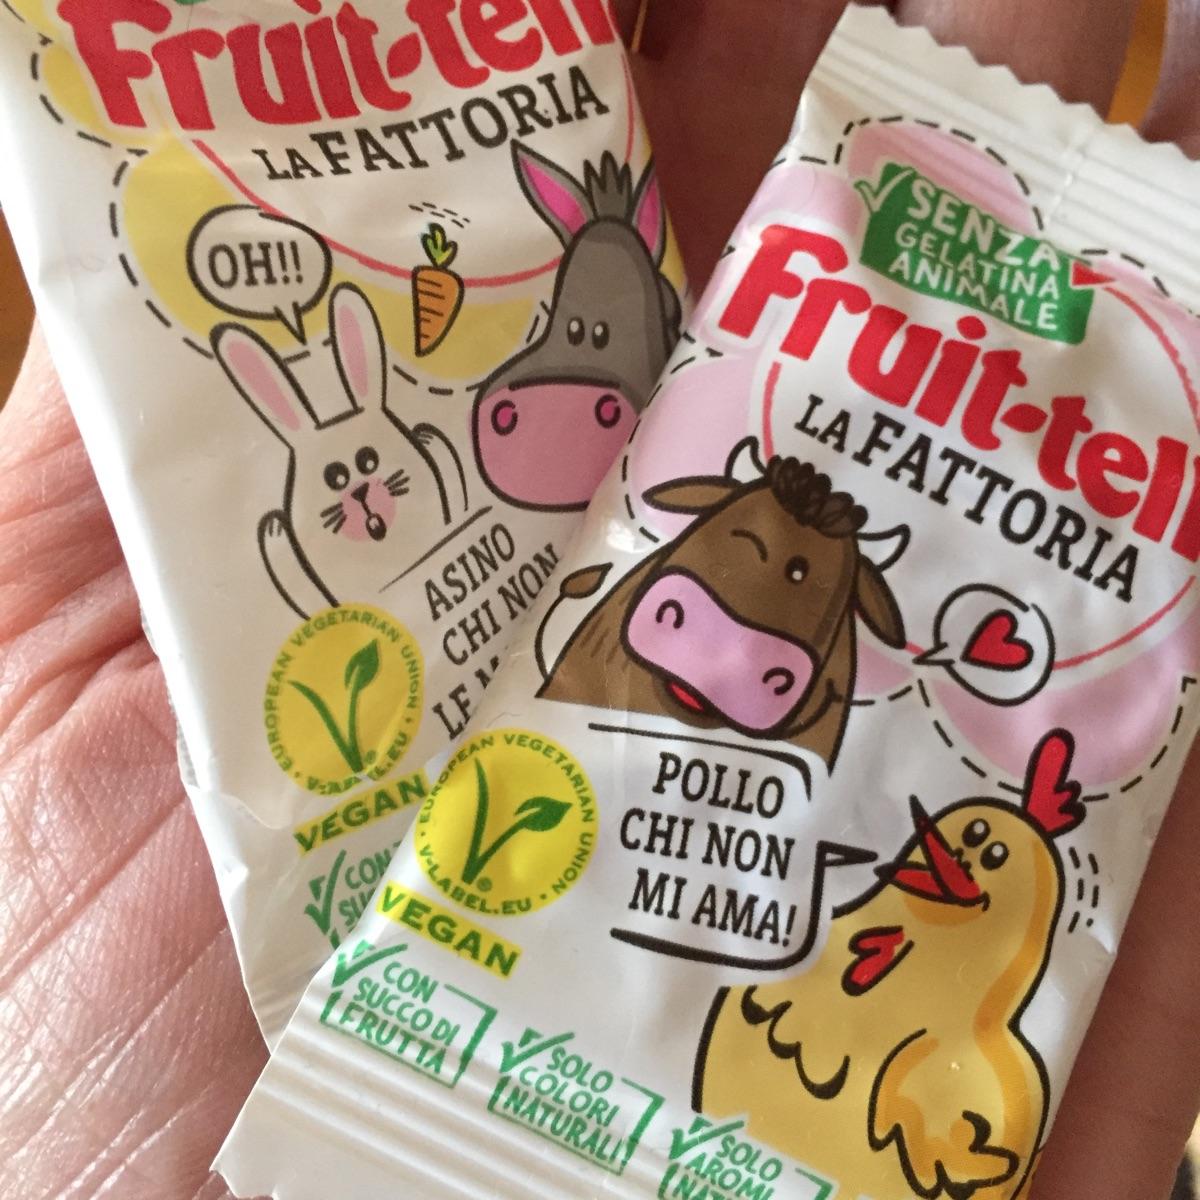 Fruit-tell
LA FATTORIA
OH!!
ASINO
CHI NON
EUROPEAN VEGETARIAN UNION
V-LABEL.EU
VEGAN
CON
SENZA
GELATINA
ANIMALE
Fruit-tell
LA FATTORIA
POLLO
CHI NON
MI AMA!
EUROPEAN VEGETARIAN UNION
V-LABEL.EU
VEGAN
CON
SUCCO DI
FRUTTA
SOLO
COLORI
NATURALI
SOLO
AROMI